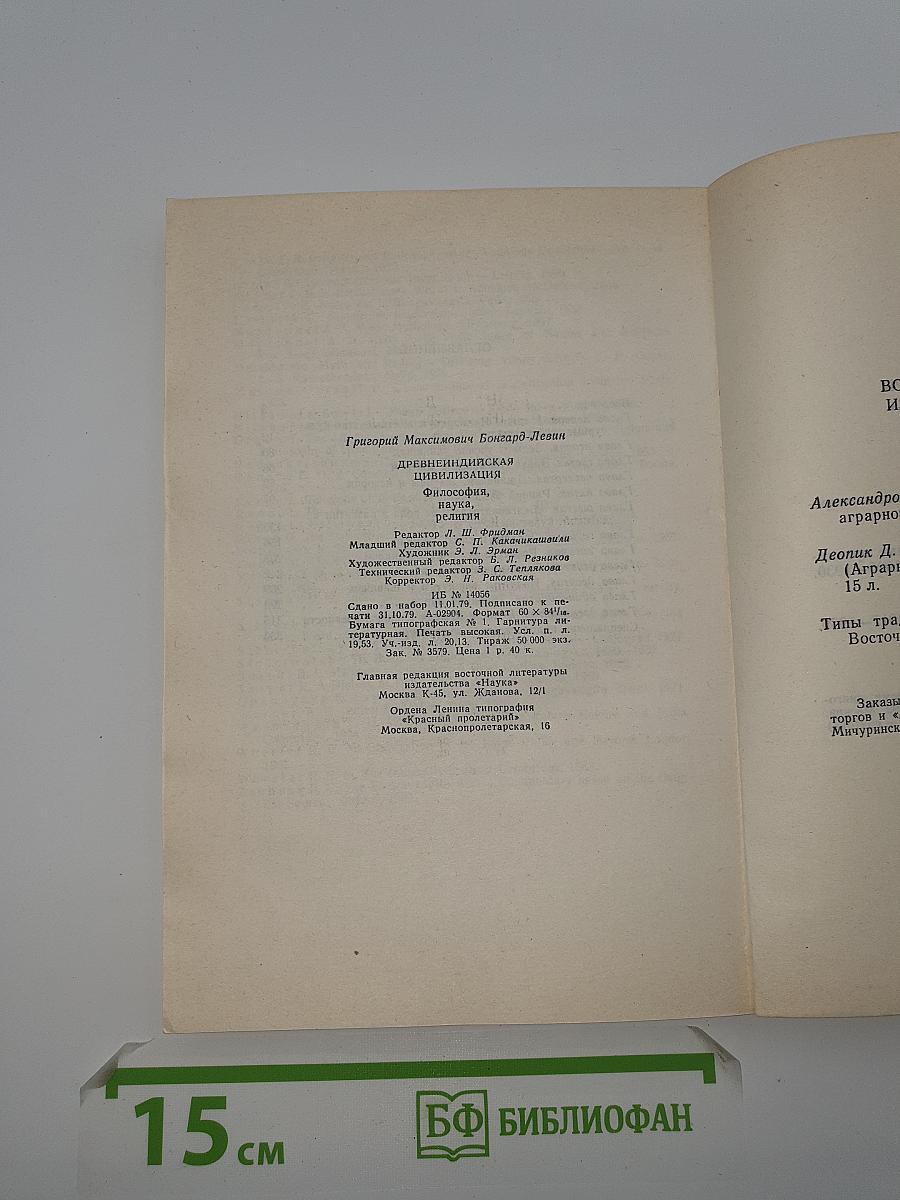 Григорий Максимович Бонгард-Левин
ДРЕВНЕИНДИЙСКАЯ
ЦИВИЛИЗАЦИЯ
Философия,
наука,
религия
Редактор Л. Ш. Фридман
Младший редактор С. П. Какачикашвили
Художник Э. Л. Эрман
Художественный редактор Б. Л. Резников
Технический редактор З. С. Теплякова
Корректор Э. Н. Раковская
ИБ № 14056
Сдано в набор 11.01.79. Подписано к пе-
чати 31.10.79. А-02904. Формат 60 × 84¹/₁₆.
Бумага типографская № 1. Гарнитура ли-
тературная. Печать высокая. Усл. п. л.
19,53. Уч.-изд. л. 20,13. Тираж 50 000 экз.
Зак. № 3579. Цена 1 р. 40 к.
Главная редакция восточной литературы
издательства «Наука»
Москва К-45, ул. Жданова, 12/1
Ордена Ленина типография
«Красный пролетарий»
Москва, Краснопролетарская, 16
ВО
ИЗ
Александро
аграрно
Деопик Д.
(Аграрн
15 л.
Типы трад
Восточ
Заказы
торгов и «
Мичуринск
15 см
БФ БИБЛИОФАН